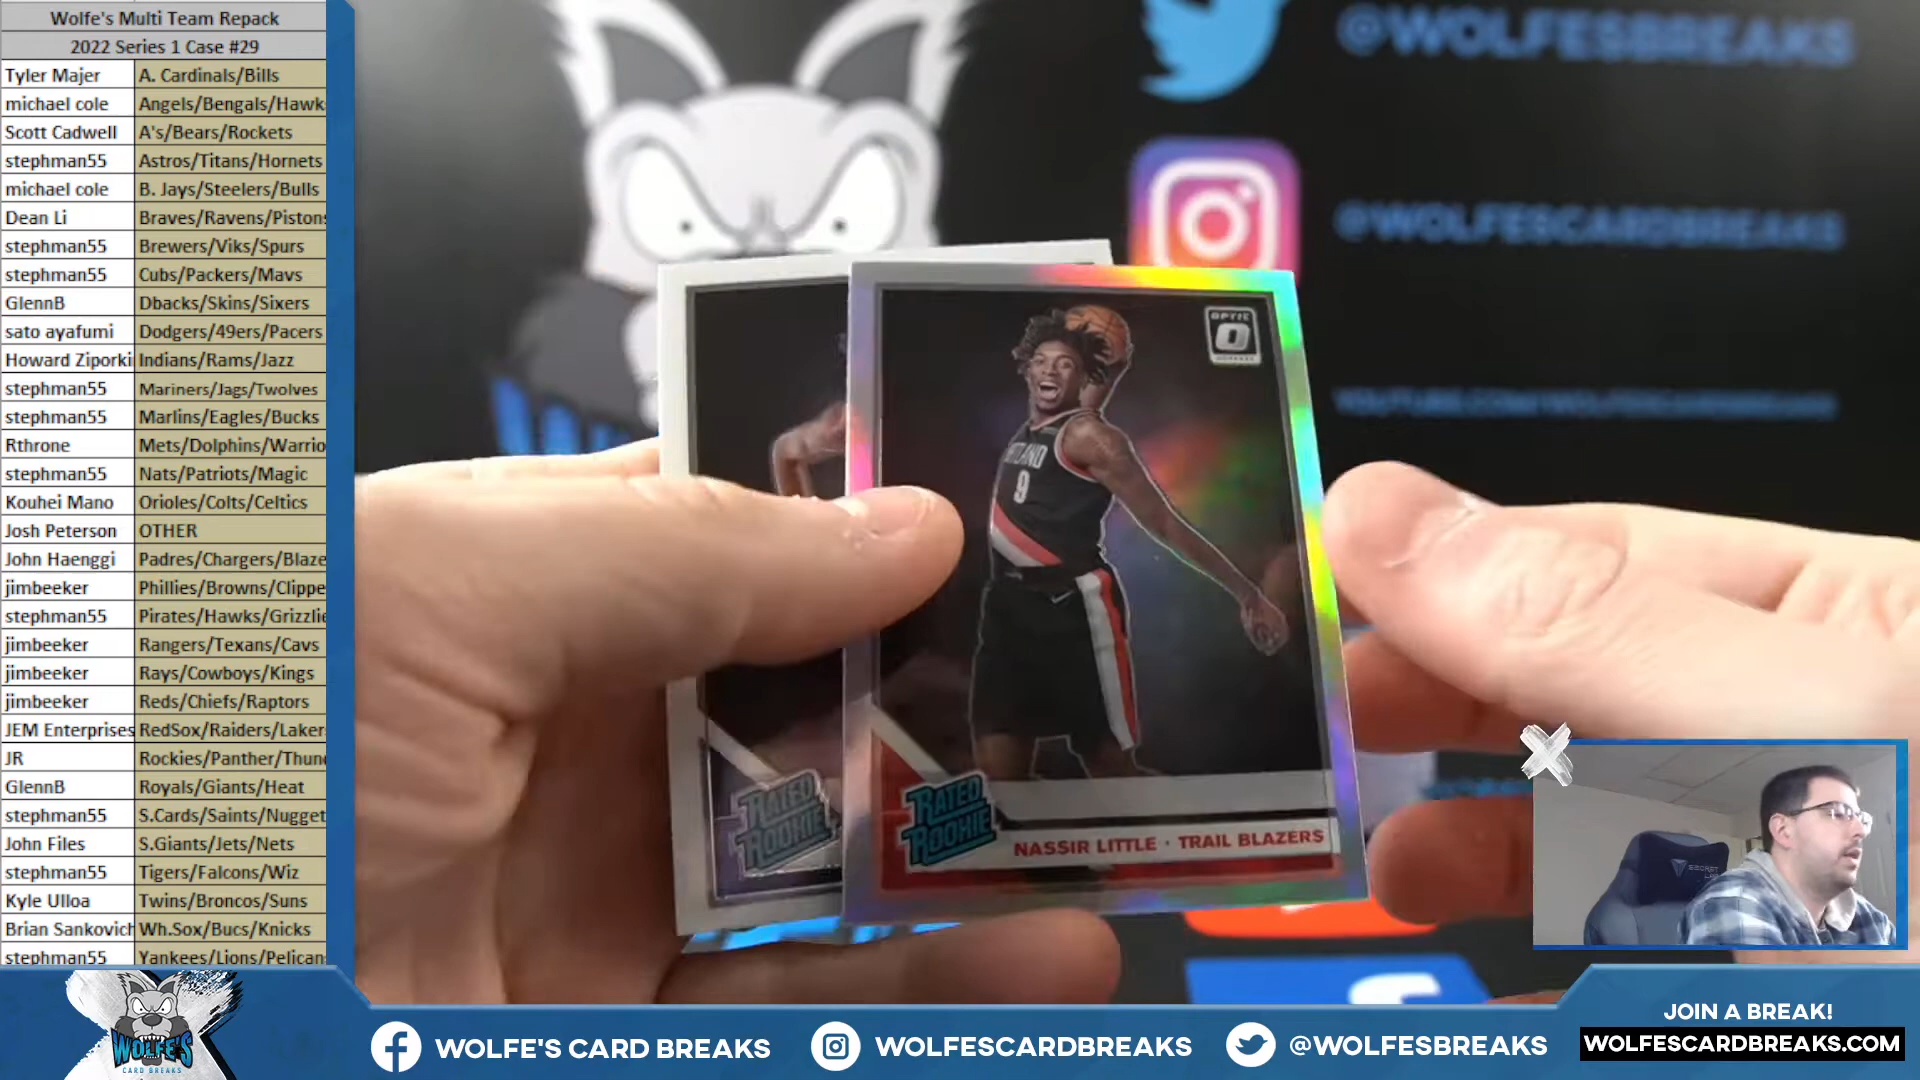 Wolfe's Multi Team Repack
2022 Series 1 Case #29
Tyler Majer A. Cardinals/Bills
michael cole Angels/Bengals/Hawk
Scott Cadwell A's/Bears/Rockets
stephman55 Astros/Titans/Hornets
michael cole B. Jays/Steelers/Bulls
Dean Li Braves/Ravens/Pistons
stephman55 Brewers/Viks/Spurs
stephman55 Cubs/Packers/Mavs
GlennB Dbacks/Skins/Sixers
sato ayafumi Dodgers/49ers/Pacers
Howard Ziporki Indians/Rams/Jazz
stephman55 Mariners/Jags/Twolves
stephman55 Marlins/Eagles/Bucks
Rthrone Mets/Dolphins/Warrio
stephman55 Nats/Patriots/Magic
Kouhei Mano Orioles/Colts/Celtics
Josh Peterson OTHER
John Haenggi Padres/Chargers/Blaze
jimbeeker Phillies/Browns/Clippe
stephman55 Pirates/Hawks/Grizzlie
jimbeeker Rangers/Texans/Cavs
jimbeeker Rays/Cowboys/Kings
jimbeeker Reds/Chiefs/Raptors
JEM Enterprises RedSox/Raiders/Laker
JR Rockies/Panther/Thun
GlennB Royals/Giants/Heat
stephman55 S.Cards/Saints/Nugget
John Files S.Giants/Jets/Nets
stephman55 Tigers/Falcons/Wiz
Kyle Ulloa Twins/Broncos/Suns
Brian Sankovich Wh.Sox/Bucs/Knicks
stephman55 Yankees/Lions/Pelican
@WOLFESBREAKS
@WOLFESCARDBREAKS
YOUTUBE.COM/WOLFESCARDBREAKS
OPTIC
9
RATED
ROOKIE
RATED
ROOKIE
NASSIR LITTLE · TRAIL BLAZERS
WOLFE'S
CARD BREAKS
WOLFE'S CARD BREAKS
WOLFESCARDBREAKS
@WOLFESBREAKS
JOIN A BREAK!
WOLFESCARDBREAKS.COM